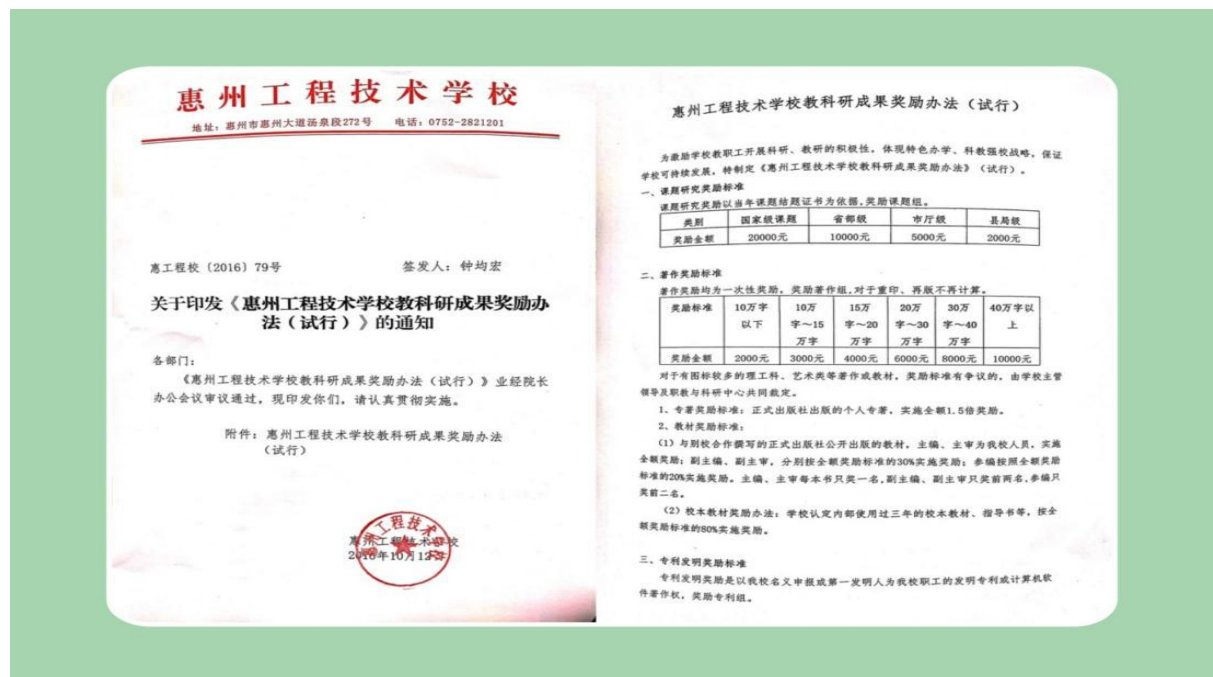 惠州工程技术学校
地址：惠州市惠州大道汤泉段272号 电话：0752-2821201
惠工程校（2016）79号 签发人：钟均宏
关于印发《惠州工程技术学校教科研成果奖励办
法（试行）》的通知
各部门：
《惠州工程技术学校教科研成果奖励办法（试行）》业经院长
办公会议审议通过，现印发你们，请认真贯彻实施。
附件：惠州工程技术学校教科研成果奖励办法
（试行）
惠州工程技术学校
2016年10月12日
惠州工程技术学校教科研成果奖励办法（试行）
为激励学校教职工开展科研、教研的积极性，体现特色办学、科教强校战略，保证
学校可持续发展，特制定《惠州工程技术学校教科研成果奖励办法》（试行）。
一、课题研究奖励标准
课题研究奖励以当年课题结题证书为依据,奖励课题组。
类别 国家级课题 省部级 市厅级 县局级
奖励金额 20000元 10000元 5000元 2000元
二、著作奖励标准
著作奖励均为一次性奖励，奖励著作组,对于重印、再版不再计算。
奖励标准 10万字 10万 15万 20万 30万 40万字以
以下 字～15 字～20 字～30 字～40 上
万字 万字 万字 万字
奖励金额 2000元 3000元 4000元 6000元 8000元 10000元
对于有图标较多的理工科、艺术类等著作或教材，奖励标准有争议的，由学校主管
领导及职教与科研中心共同裁定。
1、专著奖励标准：正式出版社出版的个人专著，实施全额1.5倍奖励。
2、教材奖励标准：
（1）与别校合作撰写的正式出版社公开出版的教材，主编、主审为我校人员，实施
全额奖励；副主编、副主审，分别按全额奖励标准的30%实施奖励；参编按照全额奖励
标准的20%实施奖励。主编、主审每本书只奖一名,副主编、副主审只奖前两名,参编只
奖前二名。
（2）校本教材奖励办法：学校认定内部使用过三年的校本教材、指导书等，按全
额奖励标准的80%实施奖励。
三、专利发明奖励标准
专利发明奖励是以我校名义申报或第一发明人为我校职工的发明专利或计算机软
件著作权，奖励专利组。